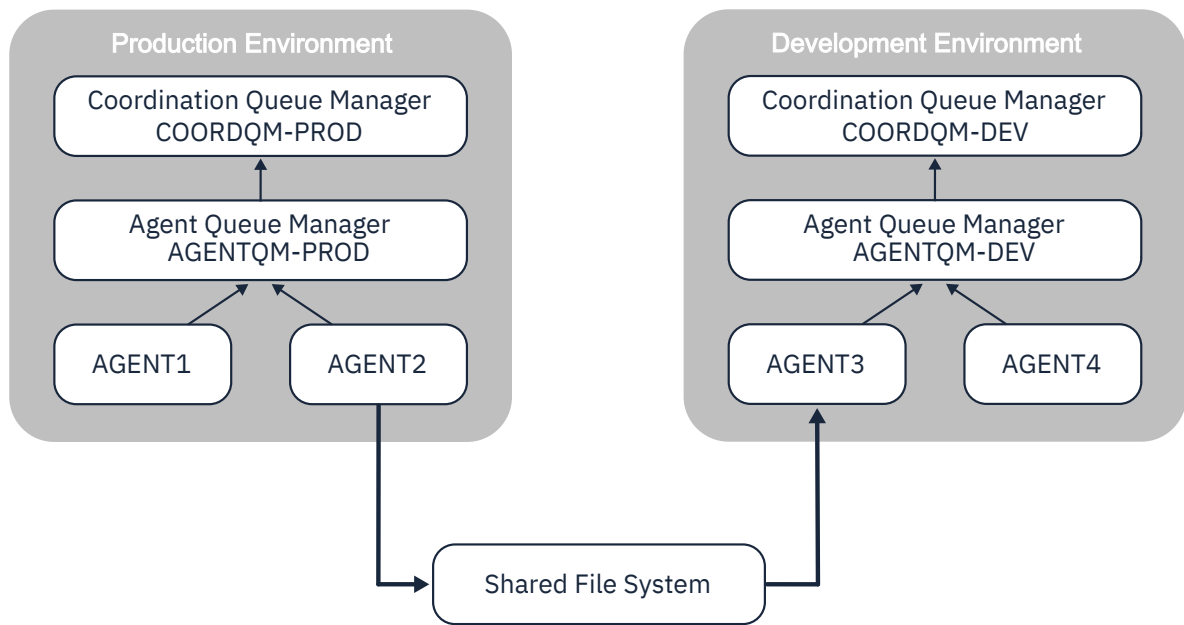 Production Environment
Coordination Queue Manager
COORDQM-PROD
Agent Queue Manager
AGENTQM-PROD
AGENT1
AGENT2
Development Environment
Coordination Queue Manager
COORDQM-DEV
Agent Queue Manager
AGENTQM-DEV
AGENT3
AGENT4
Shared File System